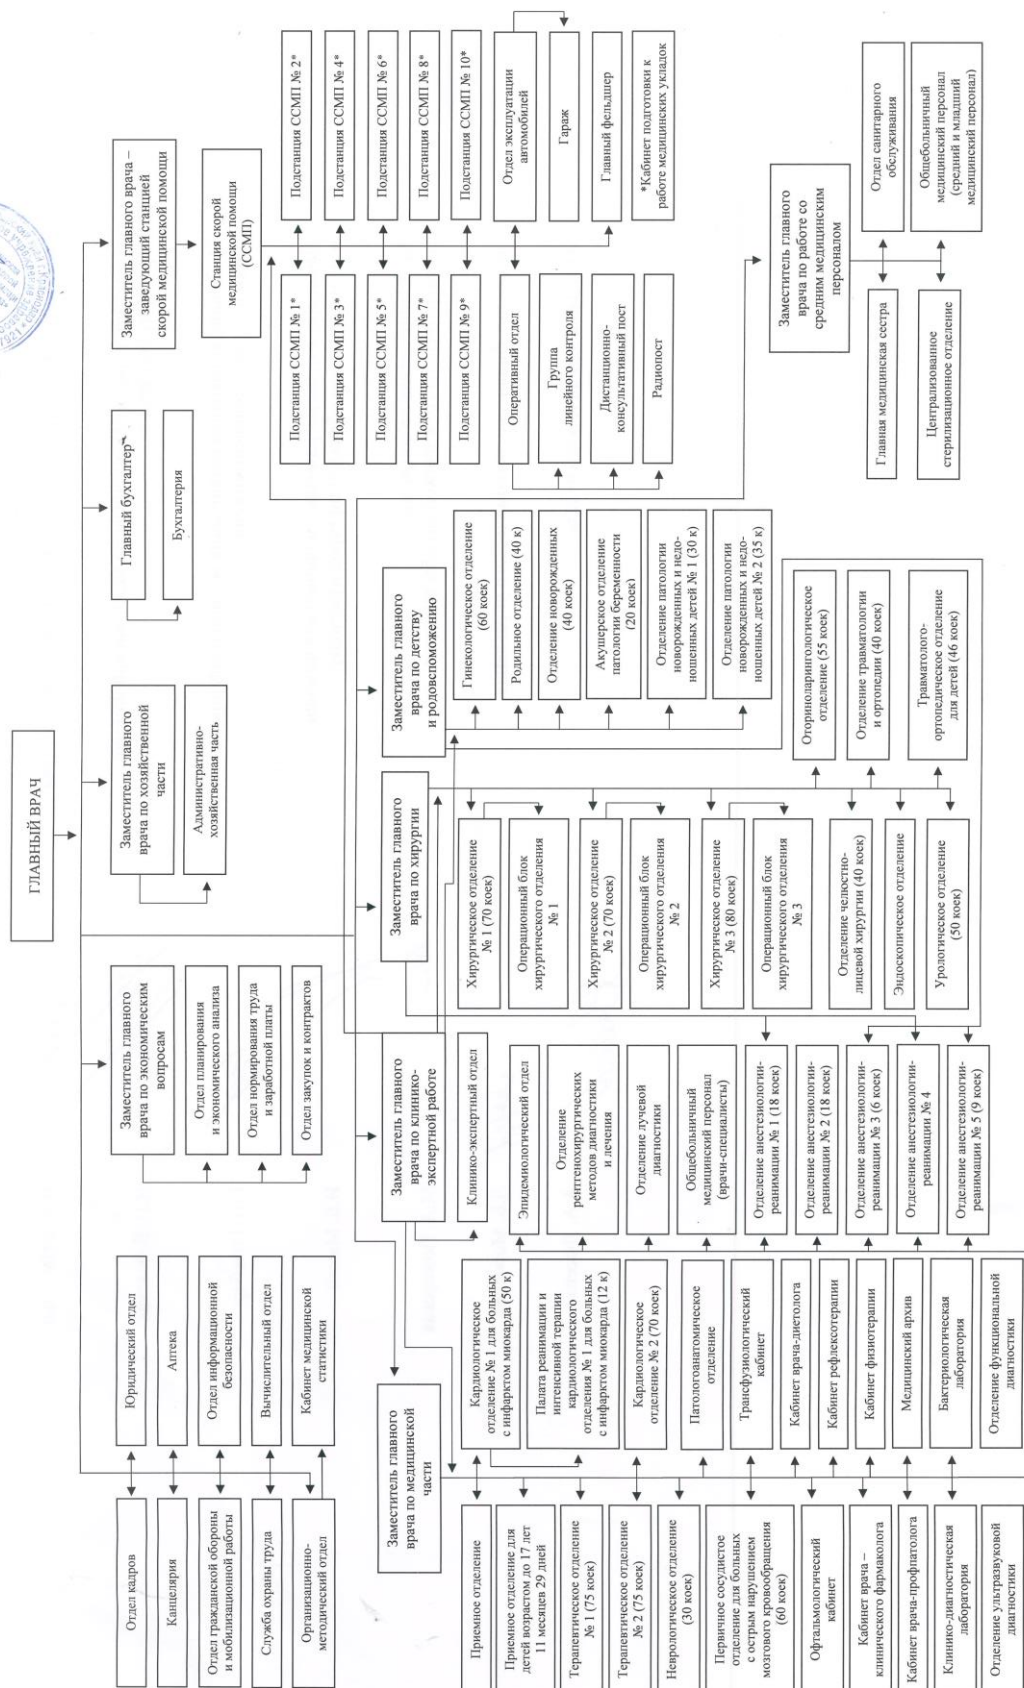 ГЛАВНЫЙ ВРАЧ
Отдел кадров
Юридический отдел
Канцелярия
Аптека
Отдел гражданской обороны
и мобилизационной работы
Отдел информационной
безопасности
Служба охраны труда
Вычислительный отдел
Организационно-
методический отдел
Кабинет медицинской
статистики
Заместитель главного
врача по экономическим
вопросам
Отдел планирования
и экономического анализа
Отдел нормирования труда
и заработной платы
Отдел закупок и контрактов
Заместитель главного
врача по хозяйственной
части
Административно-
хозяйственная часть
Главный бухгалтер
Бухгалтерия
Заместитель главного врача –
заведующий станцией
скорой медицинской помощи
Станция скорой
медицинской помощи
(ССМП)
Подстанция ССМП № 1*
Подстанция ССМП № 2*
Подстанция ССМП № 3*
Подстанция ССМП № 4*
Подстанция ССМП № 5*
Подстанция ССМП № 6*
Подстанция ССМП № 7*
Подстанция ССМП № 8*
Подстанция ССМП № 9*
Подстанция ССМП № 10*
Оперативный отдел
Отдел эксплуатации
автомобилей
Группа
линейного контроля
Гараж
Дистанционно-
консультативный пост
Главный фельдшер
Радиопост
*Кабинет подготовки к
работе медицинских укладок
Заместитель главного
врача по медицинской
части
Приемное отделение
Кардиологическое
отделение № 1 для больных
с инфарктом миокарда (50 к)
Приемное отделение для
детей возрастом до 17 лет
11 месяцев 29 дней
Палата реанимации и
интенсивной терапии
кардиологического
отделения № 1 для больных
с инфарктом миокарда (12 к)
Терапевтическое отделение
№ 1 (75 коек)
Терапевтическое отделение
№ 2 (75 коек)
Кардиологическое
отделение № 2 (70 коек)
Неврологическое отделение
(30 коек)
Патологоанатомическое
отделение
Первичное сосудистое
отделение для больных
с острым нарушением
мозгового кровообращения
(60 коек)
Трансфузиологический
кабинет
Офтальмологический
кабинет
Кабинет врача-диетолога
Кабинет рефлексотерапии
Кабинет врача –
клинического фармаколога
Кабинет физиотерапии
Кабинет врача-профпатолога
Медицинский архив
Клинико-диагностическая
лаборатория
Бактериологическая
лаборатория
Отделение ультразвуковой
диагностики
Отделение функциональной
диагностики
Эпидемиологический отдел
Отделение
рентгенохирургических
методов диагностики
и лечения
Отделение лучевой
диагностики
Общебольничный
медицинский персонал
(врачи-специалисты)
Отделение анестезиологии-
реанимации № 1 (18 коек)
Отделение анестезиологии-
реанимации № 2 (18 коек)
Отделение анестезиологии-
реанимации № 3 (6 коек)
Отделение анестезиологии-
реанимации № 4
Отделение анестезиологии-
реанимации № 5 (9 коек)
Заместитель главного
врача по клинико-
экспертной работе
Клинико-экспертный отдел
Заместитель главного
врача по хирургии
Хирургическое отделение
№ 1 (70 коек)
Операционный блок
хирургического отделения
№ 1
Хирургическое отделение
№ 2 (70 коек)
Операционный блок
хирургического отделения
№ 2
Хирургическое отделение
№ 3 (80 коек)
Операционный блок
хирургического отделения
№ 3
Отделение челюстно-
лицевой хирургии (40 коек)
Эндоскопическое отделение
Урологическое отделение
(50 коек)
Оториноларингологическое
отделение (55 коек)
Отделение травматологии
и ортопедии (40 коек)
Травматолого-
ортопедическое отделение
для детей (46 коек)
Заместитель главного
врача по детству
и родовспоможению
Гинекологическое отделение
(60 коек)
Родильное отделение (40 к)
Отделение новорожденных
(40 коек)
Акушерское отделение
патологии беременности
(20 коек)
Отделение патологии
новорожденных и недо-
ношенных детей № 1 (30 к)
Отделение патологии
новорожденных и недо-
ношенных детей № 2 (35 к)
Заместитель главного
врача по работе со
средним медицинским
персоналом
Главная медицинская сестра
Отдел санитарного
обслуживания
Централизованное
стерилизационное отделение
Общебольничный
медицинский персонал
(средний и младший
медицинский персонал)